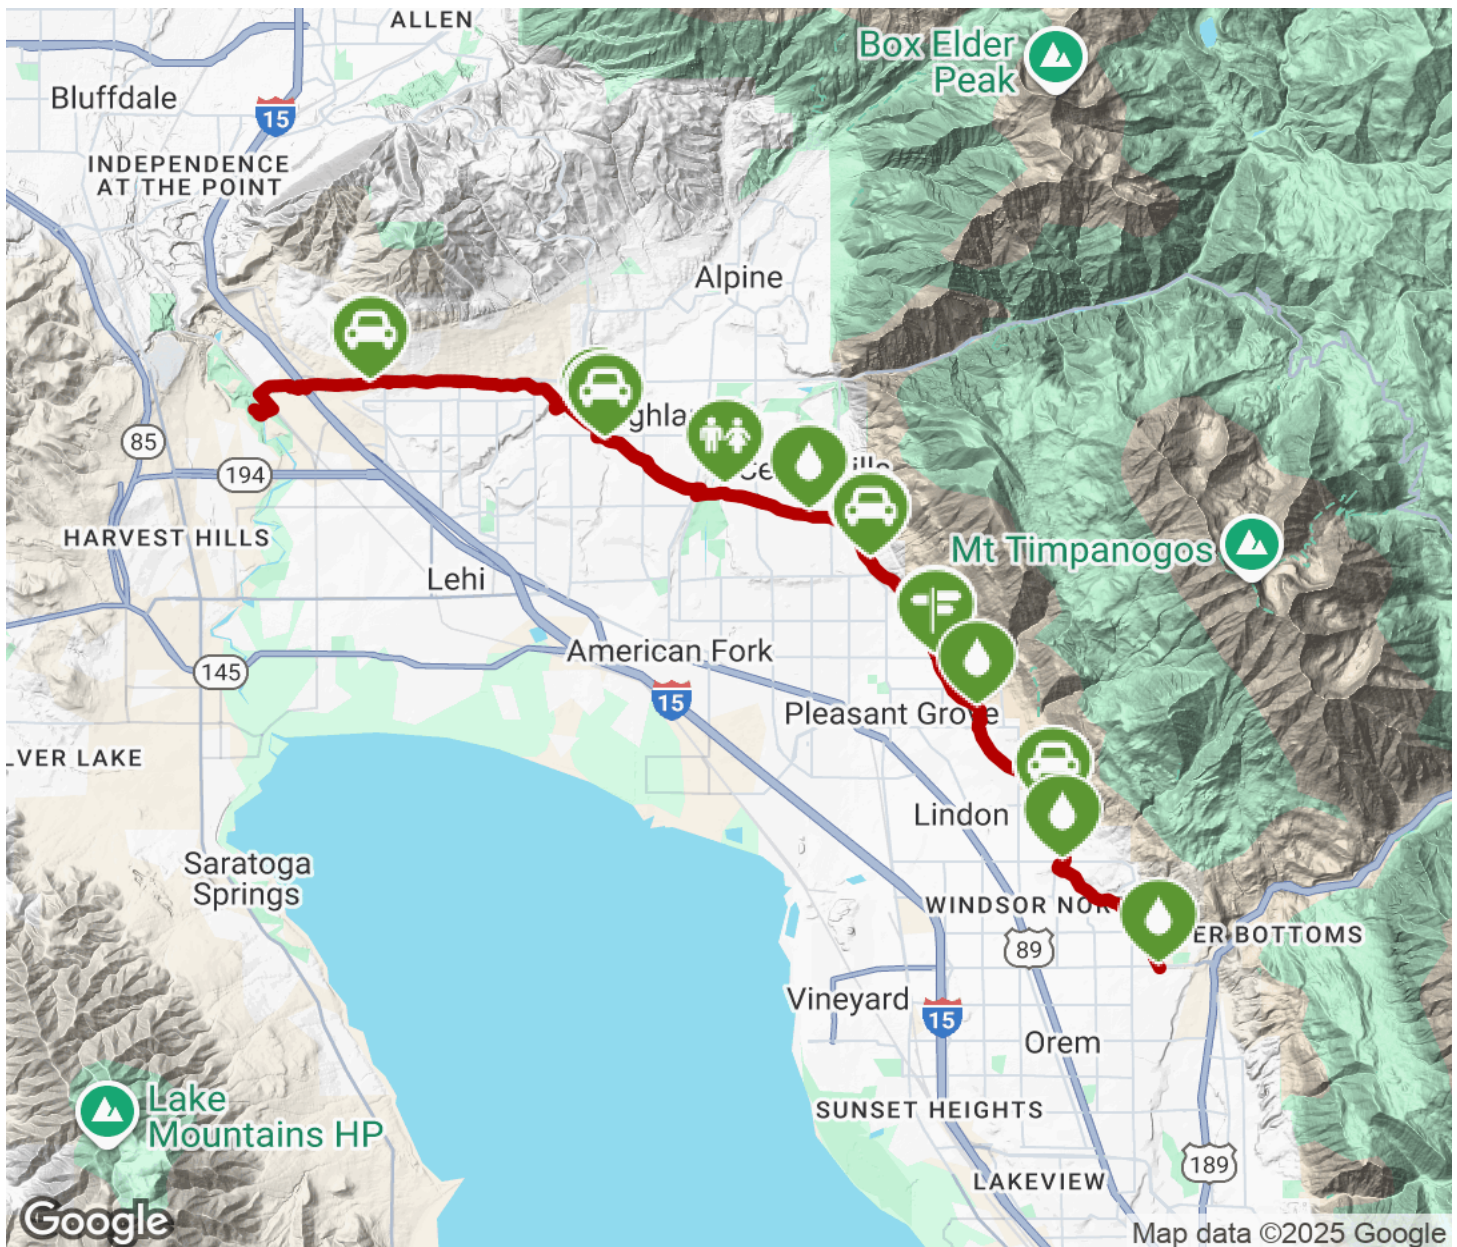 ALLEN
Box Elder
Peak
Bluffdale
15
INDEPENDENCE
AT THE POINT
Alpine
ghla
85
ills
194
HARVEST HILLS
Mt Timpanogos
Lehi
American Fork
145
15
Pleasant Grove
LVER LAKE
Lindon
Saratoga
Springs
WINDSOR NOR
ER BOTTOMS
89
Vineyard
15
Orem
Lake
Mountains HP
SUNSET HEIGHTS
189
LAKEVIEW
Google
Map data ©2025 Google